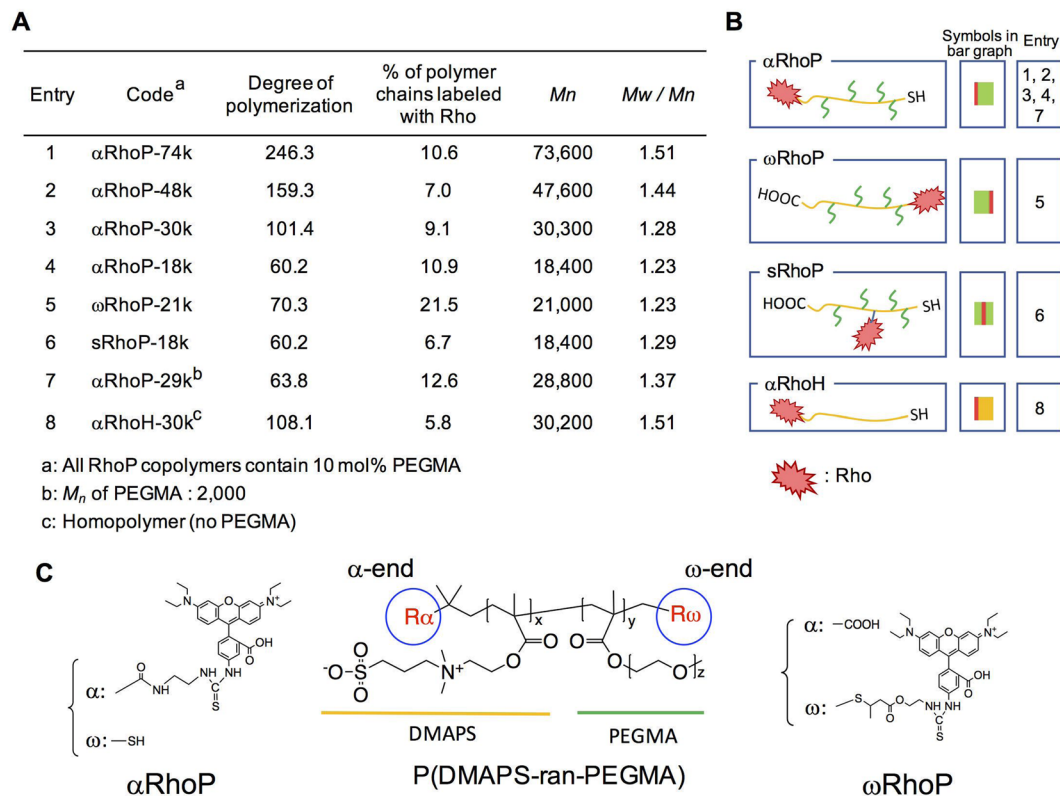 A
Entry Codea Degree of polymerization % of polymer chains labeled with Rho Mn Mw / Mn
1 αRhoP-74k 246.3 10.6 73,600 1.51
2 αRhoP-48k 159.3 7.0 47,600 1.44
3 αRhoP-30k 101.4 9.1 30,300 1.28
4 αRhoP-18k 60.2 10.9 18,400 1.23
5 ωRhoP-21k 70.3 21.5 21,000 1.23
6 sRhoP-18k 60.2 6.7 18,400 1.29
7 αRhoP-29kb 63.8 12.6 28,800 1.37
8 αRhoH-30kc 108.1 5.8 30,200 1.51
a: All RhoP copolymers contain 10 mol% PEGMA
b: Mn of PEGMA : 2,000
c: Homopolymer (no PEGMA)
B
Symbols in
bar graph
Entry
αRhoP
SH
1, 2,
3, 4,
7
ωRhoP
HOOC
5
sRhoP
HOOC
SH
6
αRhoH
SH
8
: Rho
C
N O N+
O OH
α: O N H H N C S NH
ω: SH
αRhoP
α-end
ω-end
Rα
Rω
x
y
O O
O O
-O S O O N+
O z
DMAPS
PEGMA
P(DMAPS-ran-PEGMA)
α: COOH
N O N+
O OH
ω: S O O H N C S NH
ωRhoP